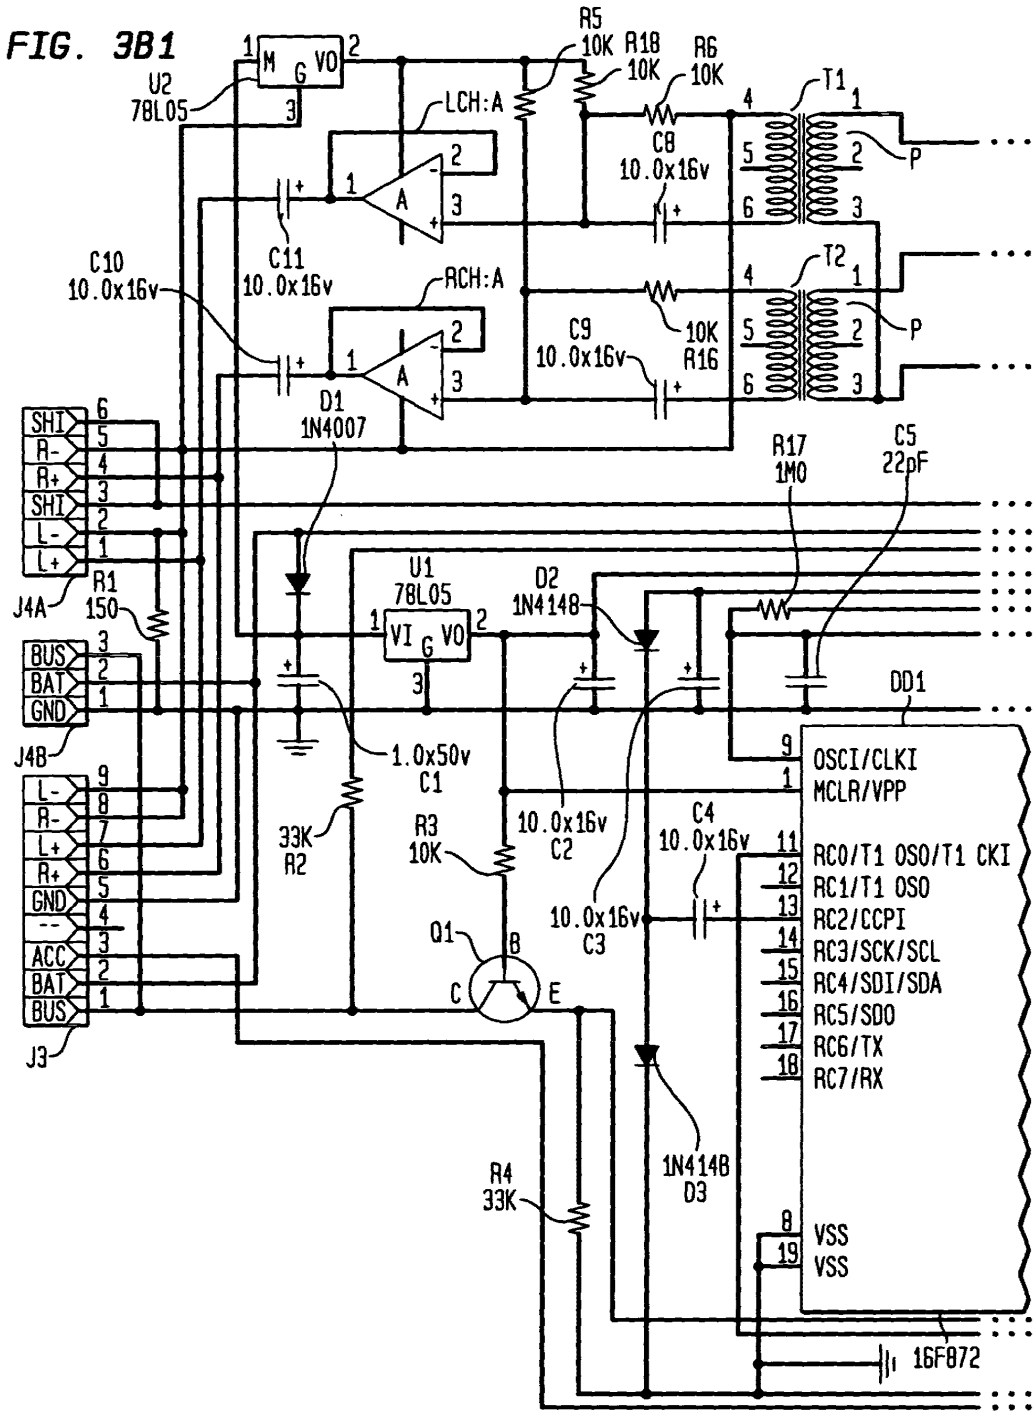 FIG. 3B1
1 M VO 2
G
3
U2
78L05
R5
10K
R18
10K
R6
10K
LCH:A
2
-
1
A
+
3
C8
10.0x16v
+
4
5
6
T1
1
2
3
P
+
C11
10.0x16v
C10
10.0x16v
+
RCH:A
2
-
1
A
+
3
C9
10.0x16v
+
10K
R16
4
5
6
T2
1
2
3
P
D1
1N4007
SHI 6
R- 5
R+ 4
SHI 3
L- 2
L+ 1
J4A
R1
150
R17
1M0
C5
22pF
U1
78L05
1 VI VO 2
G
3
D2
1N4148
BUS 3
BAT 2
GND 1
J4B
+
1.0x50v
C1
+
10.0x16v
C2
+
10.0x16v
C3
C4
10.0x16v
+
33K
R2
R3
10K
L- 9
R- 8
L+ 7
R+ 6
GND 5
-- 4
ACC 3
BAT 2
BUS 1
J3
Q1
B
C
E
DD1
9 OSCI/CLKI
1 MCLR/VPP
11 RC0/T1 OSO/T1 CKI
12 RC1/T1 OSO
13 RC2/CCPI
14 RC3/SCK/SCL
15 RC4/SDI/SDA
16 RC5/SDO
17 RC6/TX
18 RC7/RX
1N4148
D3
R4
33K
8 VSS
19 VSS
16F872